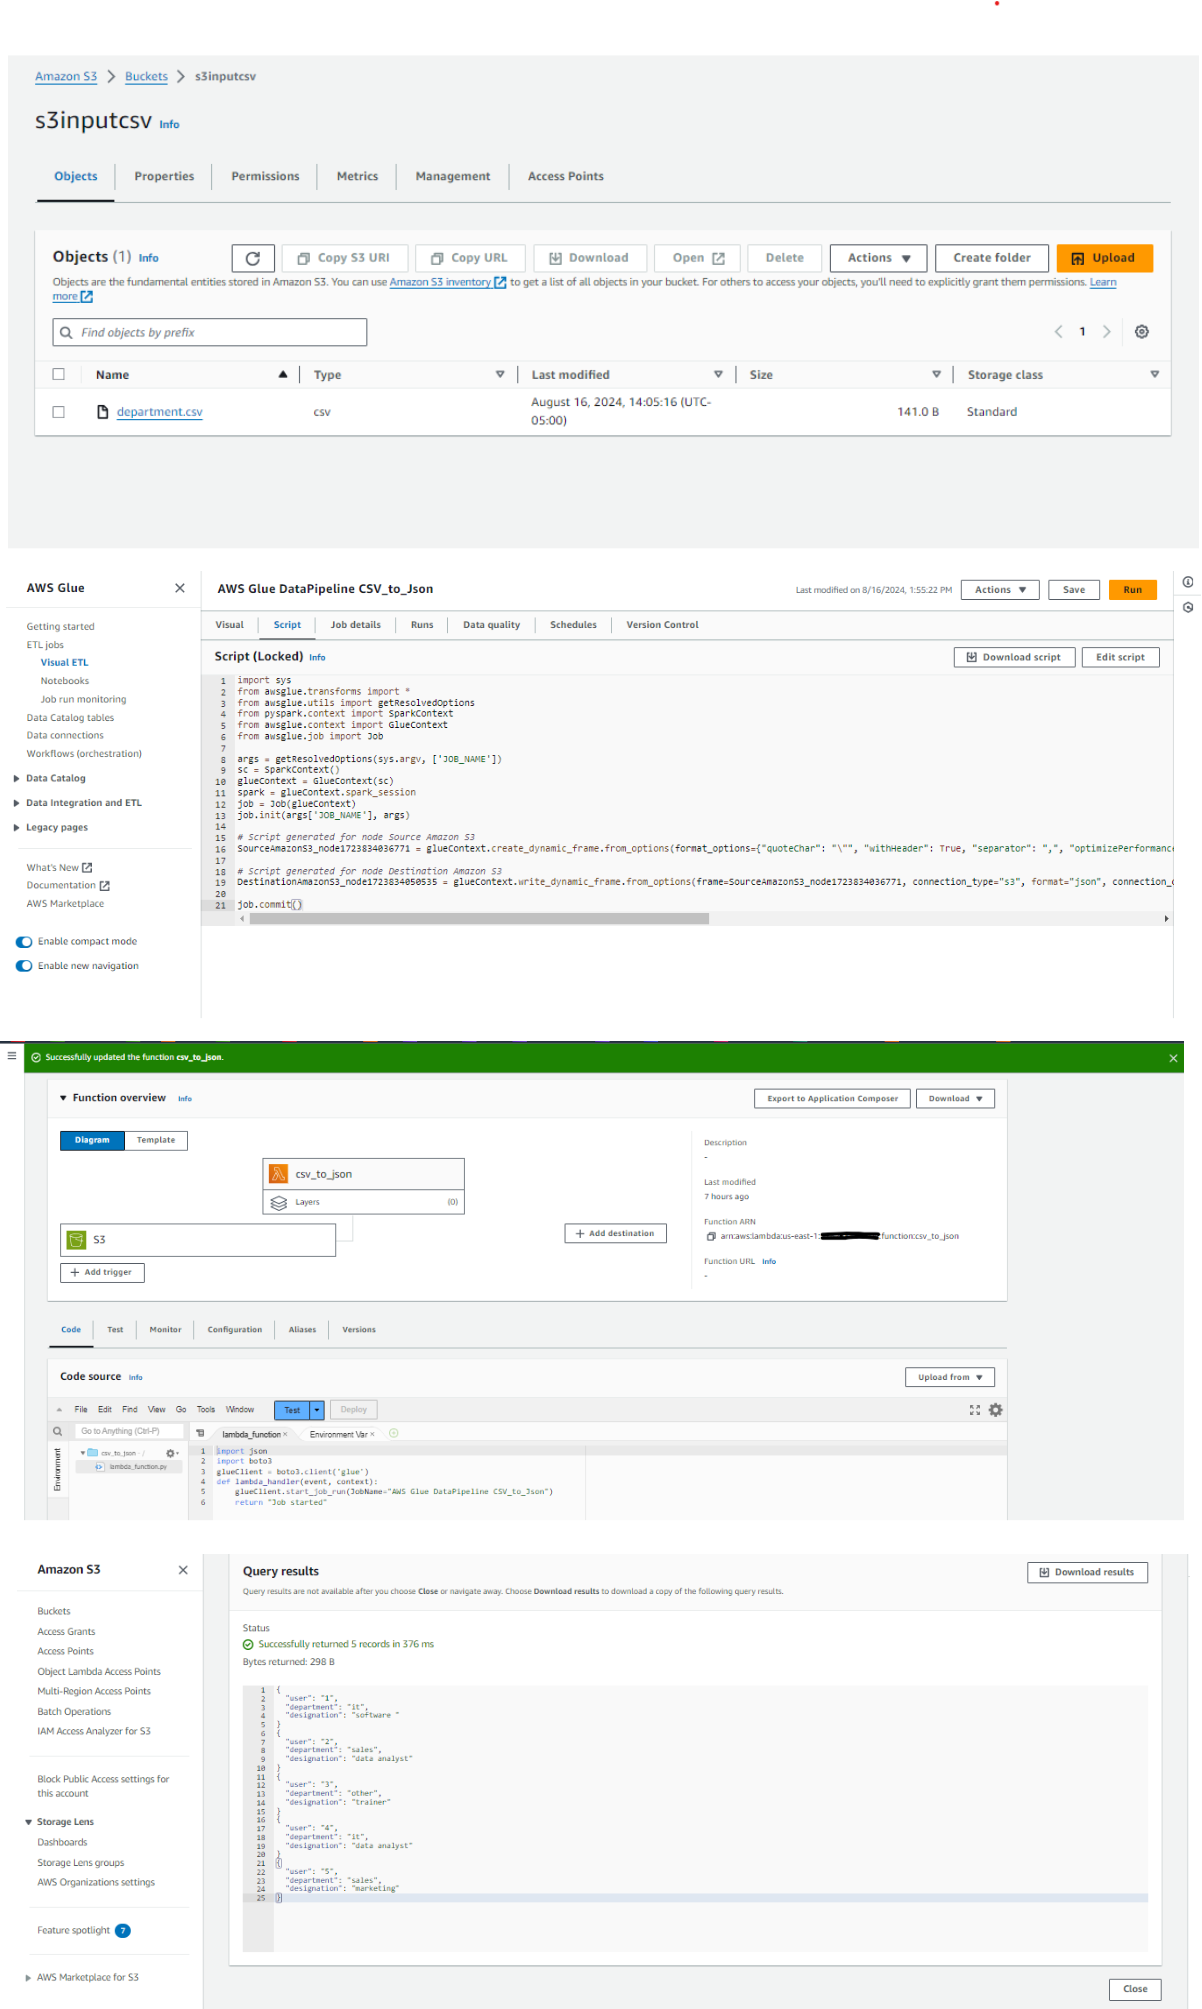 Amazon S3 > Buckets > s3inputcsv
s3inputcsv Info
Objects Properties Permissions Metrics Management Access Points
Objects (1) Info Copy S3 URI Copy URL Download Open Delete Actions Create folder Upload
Objects are the fundamental entities stored in Amazon S3. You can use Amazon S3 inventory to get a list of all objects in your bucket. For others to access your objects, you'll need to explicitly grant them permissions. Learn
more
Find objects by prefix
1
Name Type Last modified Size Storage class
department.csv csv August 16, 2024, 14:05:16 (UTC-
05:00) 141.0 B Standard
AWS Glue
Getting started
ETL jobs
Visual ETL
Notebooks
Job run monitoring
Data Catalog tables
Data connections
Workflows (orchestration)
Data Catalog
Data Integration and ETL
Legacy pages
What's New
Documentation
AWS Marketplace
Enable compact mode
Enable new navigation
AWS Glue DataPipeline CSV_to_Json Last modified on 8/16/2024, 1:55:22 PM Actions Save Run
Visual Script Job details Runs Data quality Schedules Version Control
Script (Locked) Info Download script Edit script
1 import sys
2 from awsglue.transforms import *
3 from awsglue.utils import getResolvedOptions
4 from pyspark.context import SparkContext
5 from awsglue.context import GlueContext
6 from awsglue.job import Job
7
8 args = getResolvedOptions(sys.argv, ['JOB_NAME'])
9 sc = SparkContext()
10 glueContext = GlueContext(sc)
11 spark = glueContext.spark_session
12 job = Job(glueContext)
13 job.init(args['JOB_NAME'], args)
14
15 # Script generated for node Source Amazon S3
16 SourceAmazonS3_node1723834036771 = glueContext.create_dynamic_frame.from_options(format_options={"quoteChar": "\"", "withHeader": True, "separator": ",", "optimizePerformance
17
18 # Script generated for node Destination Amazon S3
19 DestinationAmazonS3_node1723834050535 = glueContext.write_dynamic_frame.from_options(frame=SourceAmazonS3_node1723834036771, connection_type="s3", format="json", connection_o
20
21 job.commit()
Successfully updated the function csv_to_json.
Function overview Info Export to Application Composer Download
Diagram Template
csv_to_json
Layers (0)
S3
Add destination
Add trigger
Description
-
Last modified
7 hours ago
Function ARN
arn:aws:lambda:us-east-1: function:csv_to_json
Function URL Info
-
Code Test Monitor Configuration Aliases Versions
Code source Info Upload from
File Edit Find View Go Tools Window Test Deploy
Go to Anything (Ctrl-P) lambda_function × Environment Var ×
Environment
csv_to_json - /
lambda_function.py
1 import json
2 import boto3
3 glueClient = boto3.client('glue')
4 def lambda_handler(event, context):
5 glueClient.start_job_run(JobName="AWS Glue DataPipeline CSV_to_Json")
6 return "Job started"
Amazon S3
Buckets
Access Grants
Access Points
Object Lambda Access Points
Multi-Region Access Points
Batch Operations
IAM Access Analyzer for S3
Block Public Access settings for
this account
Storage Lens
Dashboards
Storage Lens groups
AWS Organizations settings
Feature spotlight 7
AWS Marketplace for S3
Query results Download results
Query results are not available after you choose Close or navigate away. Choose Download results to download a copy of the following query results.
Status
Successfully returned 5 records in 376 ms
Bytes returned: 298 B
1 {
2 "user": "1",
3 "department": "it",
4 "designation": "software "
5 }
6 {
7 "user": "2",
8 "department": "sales",
9 "designation": "data analyst"
10 }
11 {
12 "user": "3",
13 "department": "other",
14 "designation": "trainer"
15 }
16 {
17 "user": "4",
18 "department": "it",
19 "designation": "data analyst"
20 }
21 {
22 "user": "5",
23 "department": "sales",
24 "designation": "marketing"
25 }
Close